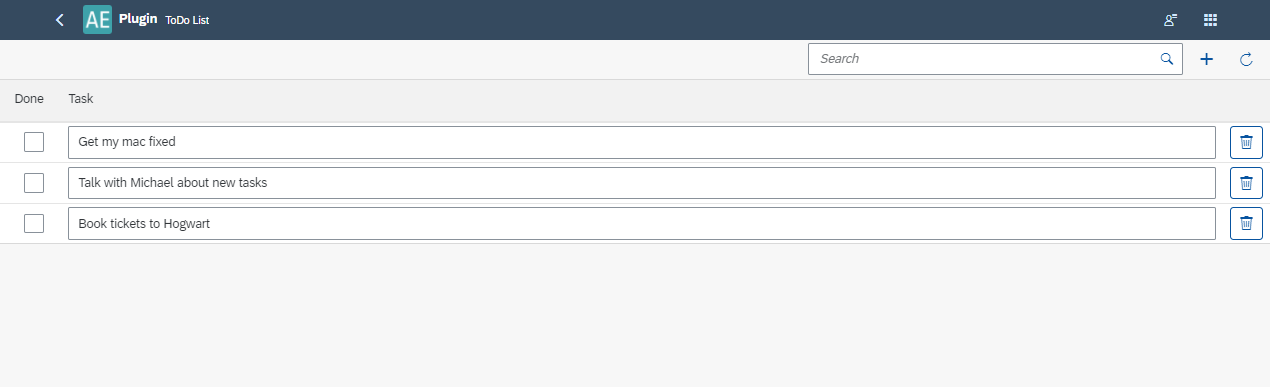 AE Plugin ToDo List
Search
Done Task
Get my mac fixed
Talk with Michael about new tasks
Book tickets to Hogwart